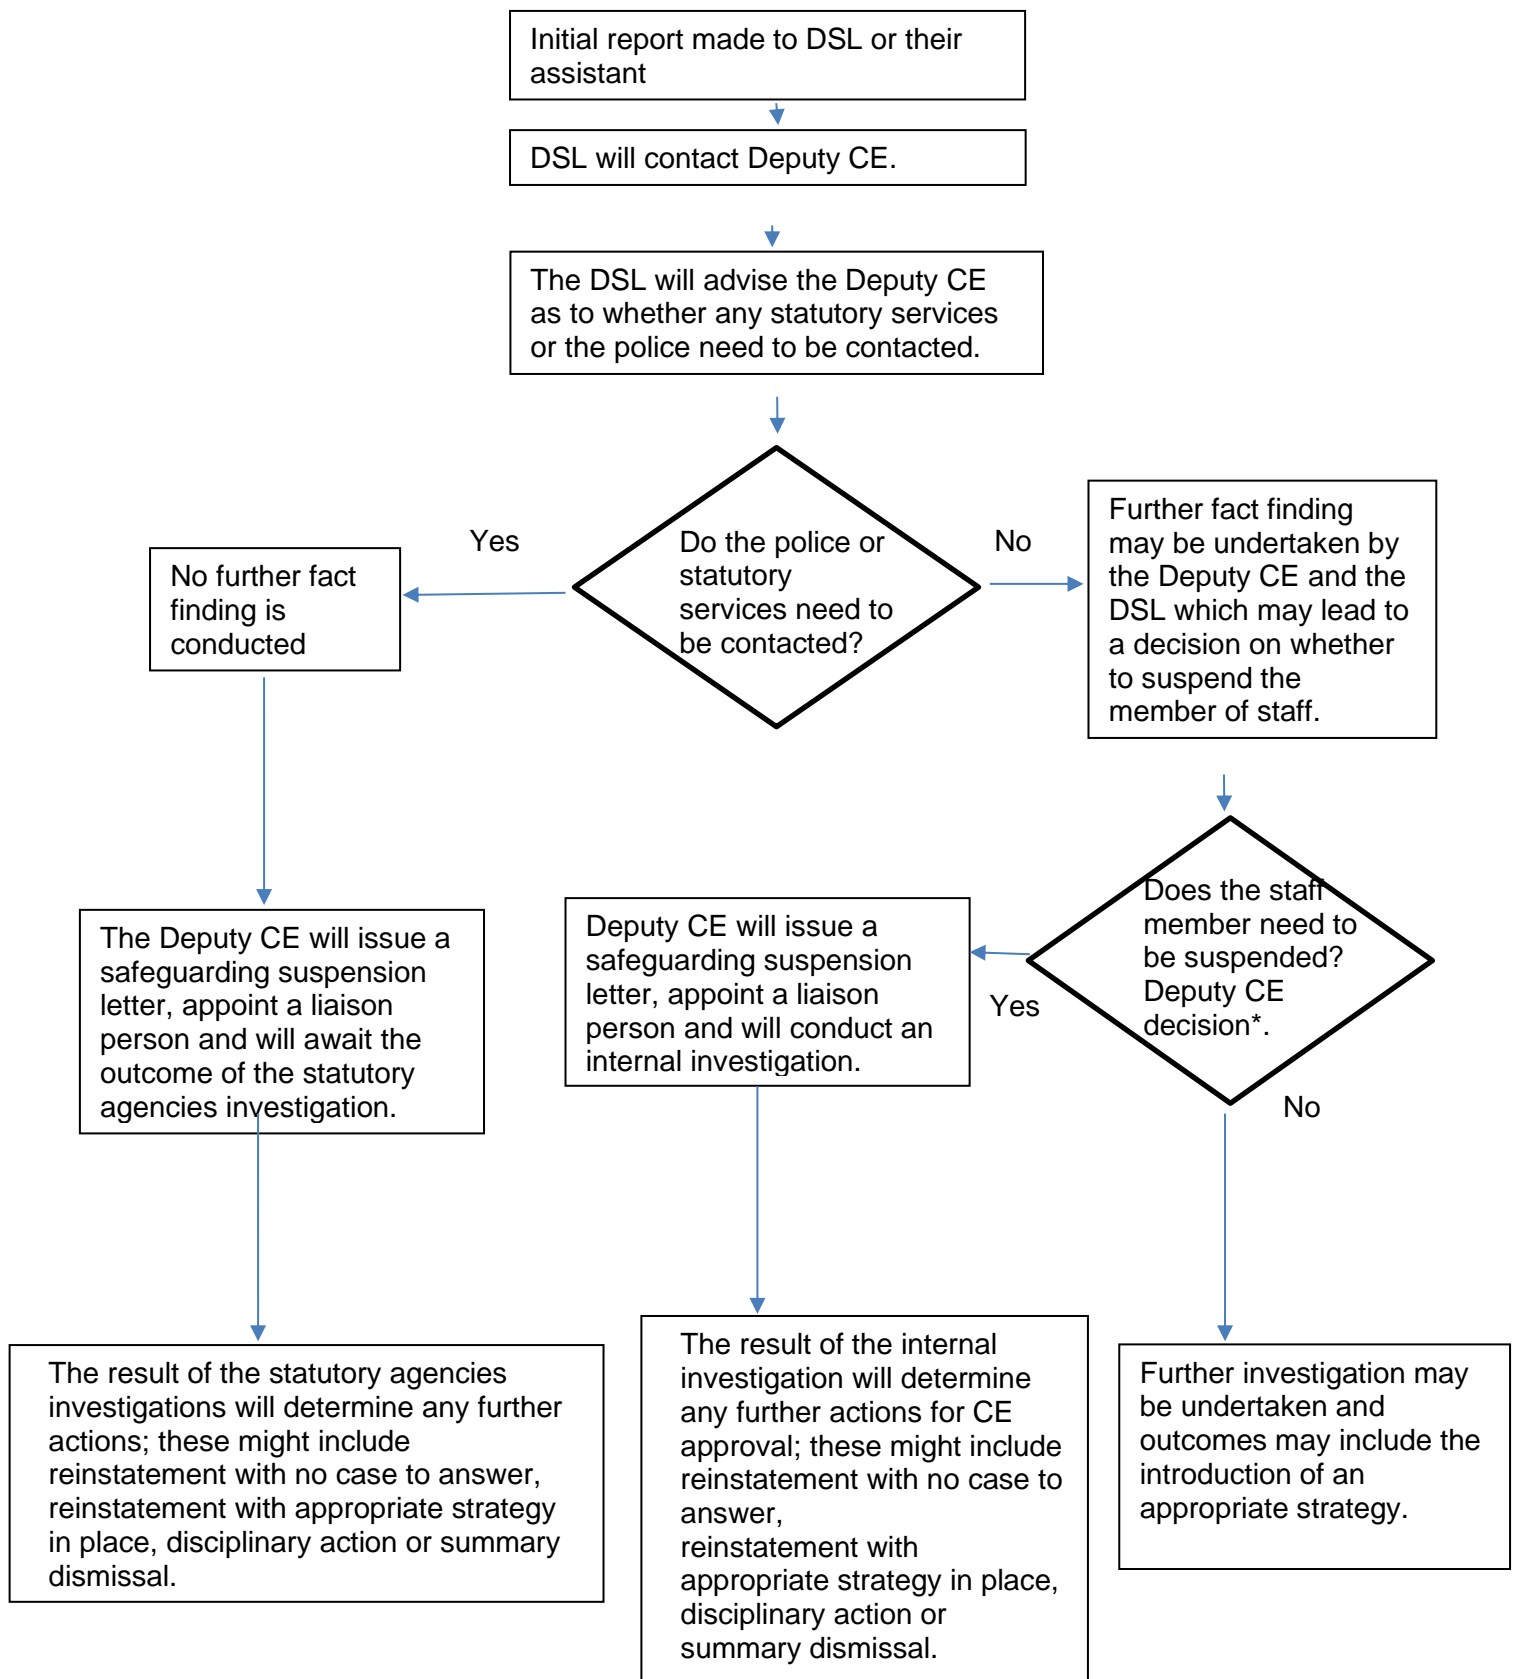 Initial report made to DSL or their
assistant
DSL will contact Deputy CE.
The DSL will advise the Deputy CE
as to whether any statutory services
or the police need to be contacted.
Do the police or
statutory
services need to
be contacted?
Yes
No
No further fact
finding is
conducted
Further fact finding
may be undertaken by
the Deputy CE and the
DSL which may lead to
a decision on whether
to suspend the
member of staff.
Does the staff
member need to
be suspended?
Deputy CE
decision*.
Yes
No
The Deputy CE will issue a
safeguarding suspension
letter, appoint a liaison
person and will await the
outcome of the statutory
agencies investigation.
Deputy CE will issue a
safeguarding suspension
letter, appoint a liaison
person and will conduct an
internal investigation.
The result of the statutory agencies
investigations will determine any further
actions; these might include
reinstatement with no case to answer,
reinstatement with appropriate strategy
in place, disciplinary action or summary
dismissal.
The result of the internal
investigation will determine
any further actions for CE
approval; these might include
reinstatement with no case to
answer,
reinstatement with
appropriate strategy in place,
disciplinary action or
summary dismissal.
Further investigation may
be undertaken and
outcomes may include the
introduction of an
appropriate strategy.